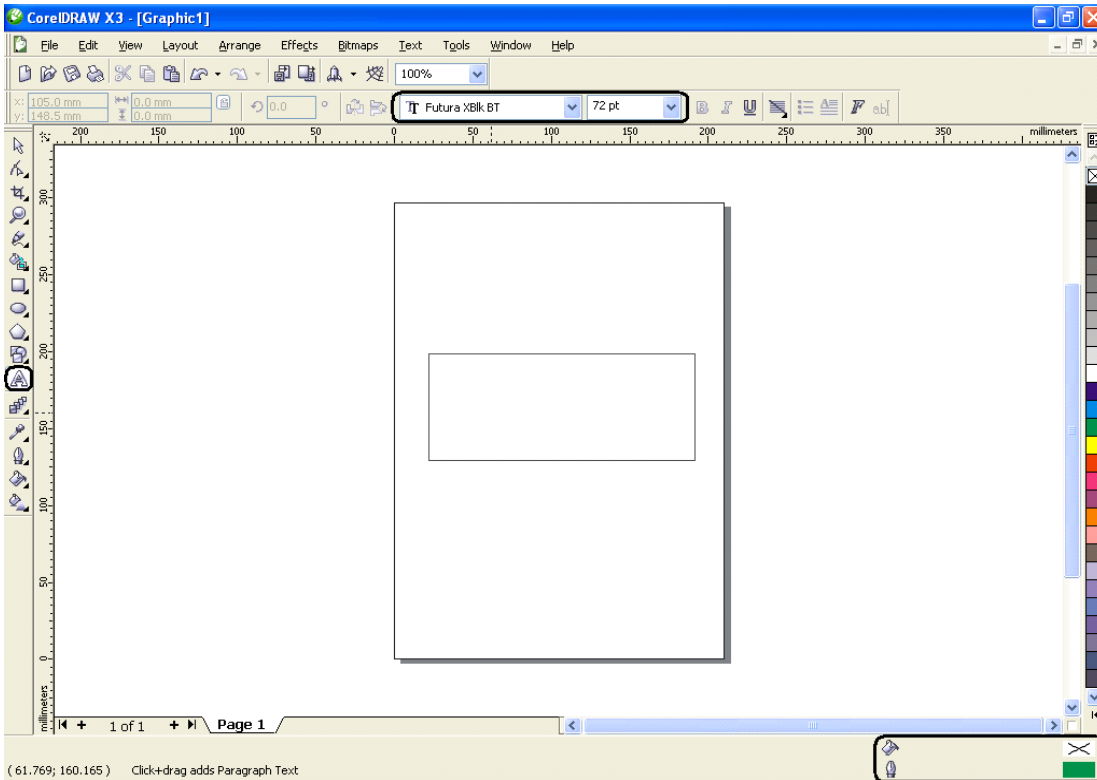 CorelDRAW X3 - [Graphic1]
File Edit View Layout Arrange Effects Bitmaps Text Tools Window Help
100%
x: 105.0 mm 0.0 mm 0.0 ° Futura XBlk BT 72 pt B I U F ab
y: 148.5 mm 0.0 mm
200 150 100 50 0 50 100 150 200 250 300 350 millimeters
300
250
200
150
100
50
0
millimeters
1 of 1 Page 1
( 61.769; 160.165 ) Click+drag adds Paragraph Text